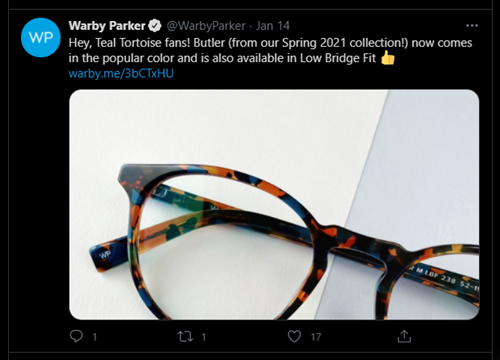 WP
Warby Parker @WarbyParker · Jan 14
Hey, Teal Tortoise fans! Butler (from our Spring 2021 collection!) now comes
in the popular color and is also available in Low Bridge Fit 👍
warby.me/3bCTxHU
WP
M LBF 238 52-1
1 1 17